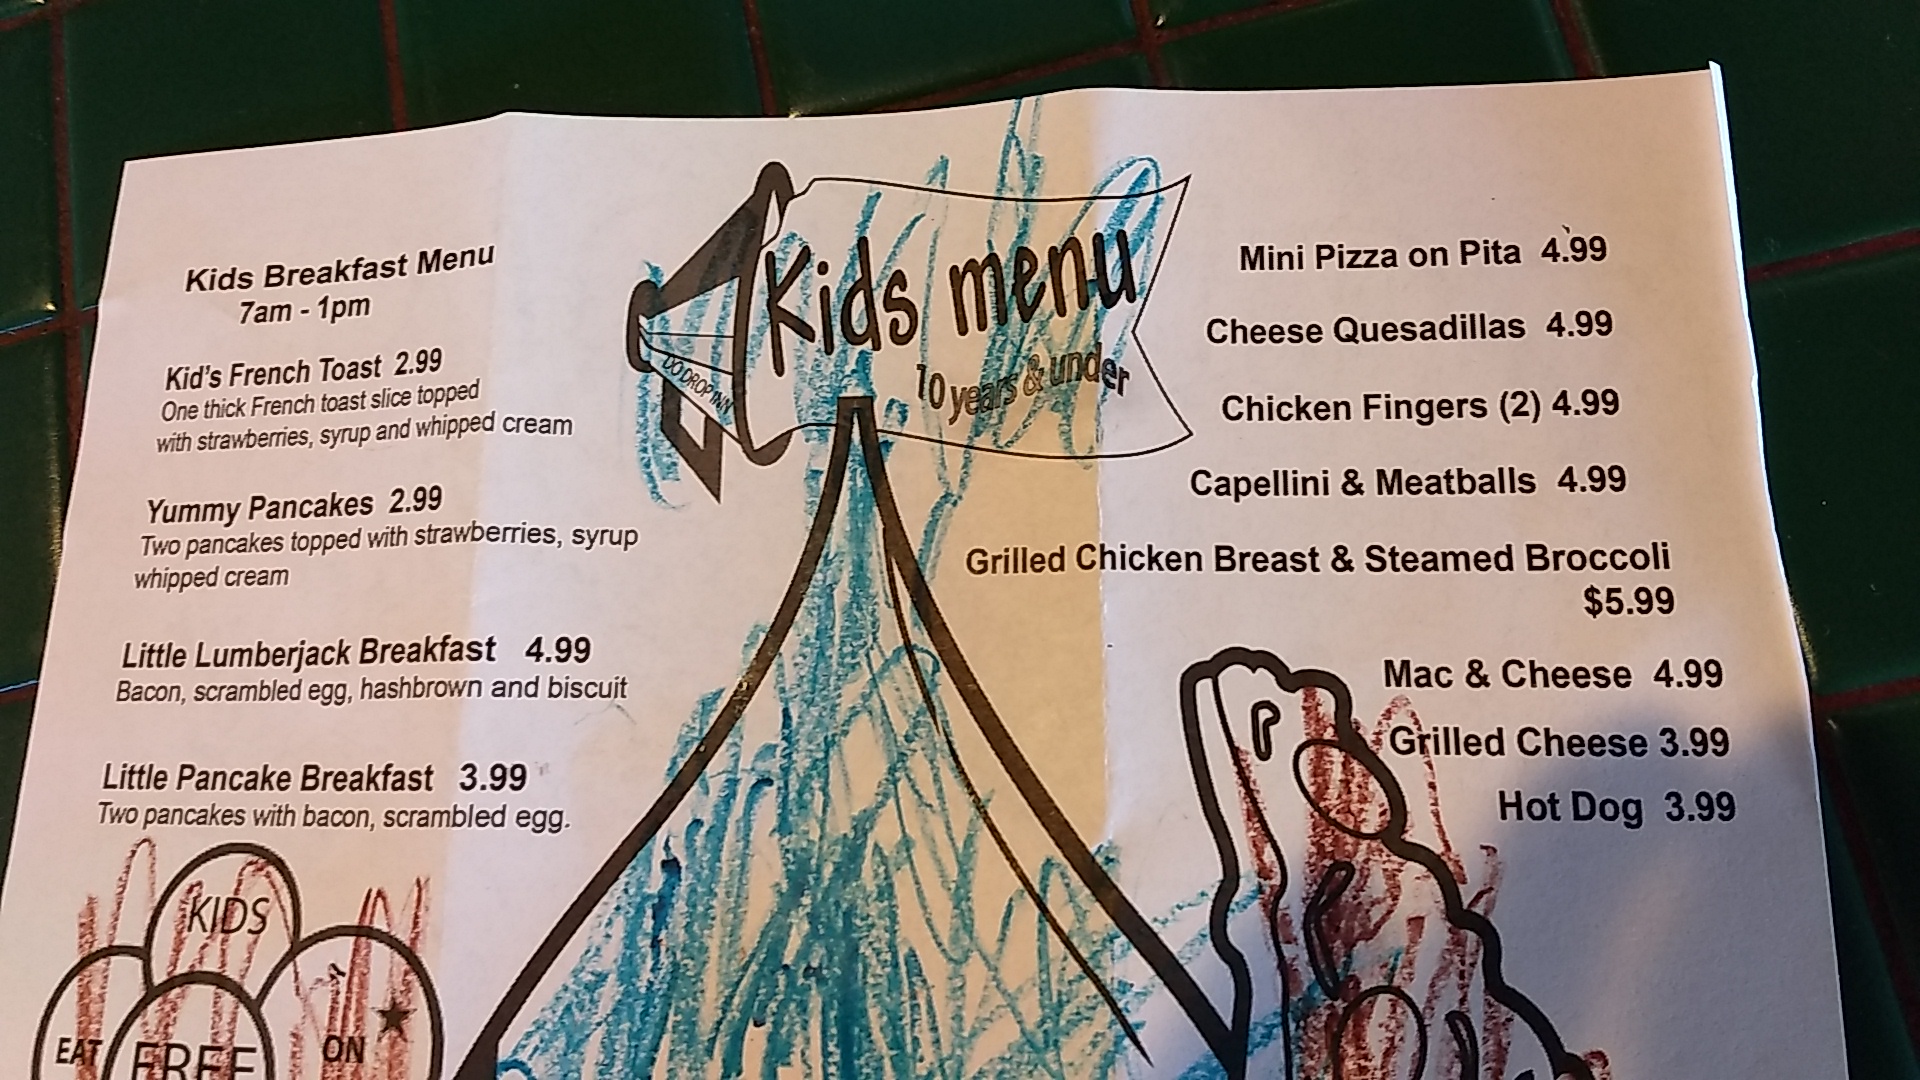 Kids Breakfast Menu
7am - 1pm
Kid's French Toast 2.99
One thick French toast slice topped
with strawberries, syrup and whipped cream
Yummy Pancakes 2.99
Two pancakes topped with strawberries, syrup
whipped cream
Little Lumberjack Breakfast 4.99
Bacon, scrambled egg, hashbrown and biscuit
Little Pancake Breakfast 3.99
Two pancakes with bacon, scrambled egg.
KIDS
EAT
FREE
ON
Kids menu
10 years & under
DO DROP INN
Mini Pizza on Pita 4.99
Cheese Quesadillas 4.99
Chicken Fingers (2) 4.99
Capellini & Meatballs 4.99
Grilled Chicken Breast & Steamed Broccoli
$5.99
Mac & Cheese 4.99
Grilled Cheese 3.99
Hot Dog 3.99